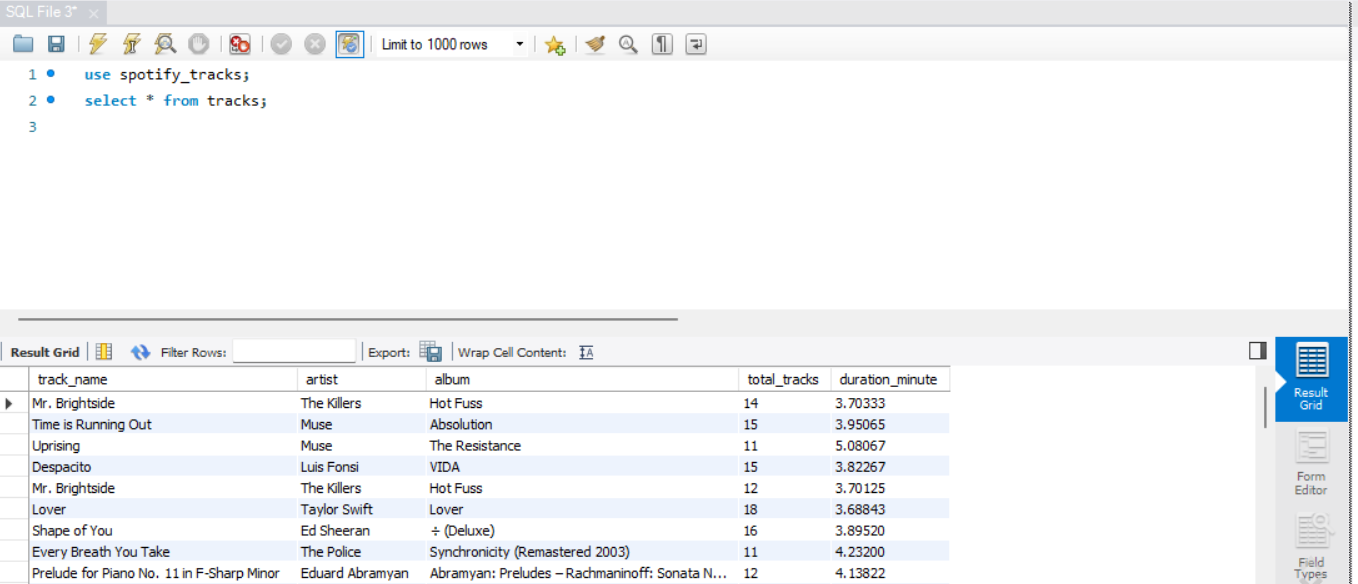 SQL File 3*
Limit to 1000 rows
1 use spotify_tracks;
2 select * from tracks;
3
Result Grid Filter Rows: Export: Wrap Cell Content:
track_name artist album total_tracks duration_minute
Mr. Brightside The Killers Hot Fuss 14 3.70333
Time is Running Out Muse Absolution 15 3.95065
Uprising Muse The Resistance 11 5.08067
Despacito Luis Fonsi VIDA 15 3.82267
Mr. Brightside The Killers Hot Fuss 12 3.70125
Lover Taylor Swift Lover 18 3.68843
Shape of You Ed Sheeran ÷ (Deluxe) 16 3.89520
Every Breath You Take The Police Synchronicity (Remastered 2003) 11 4.23200
Prelude for Piano No. 11 in F-Sharp Minor Eduard Abramyan Abramyan: Preludes – Rachmaninoff: Sonata N... 12 4.13822
Result
Grid
Form
Editor
Field
Types